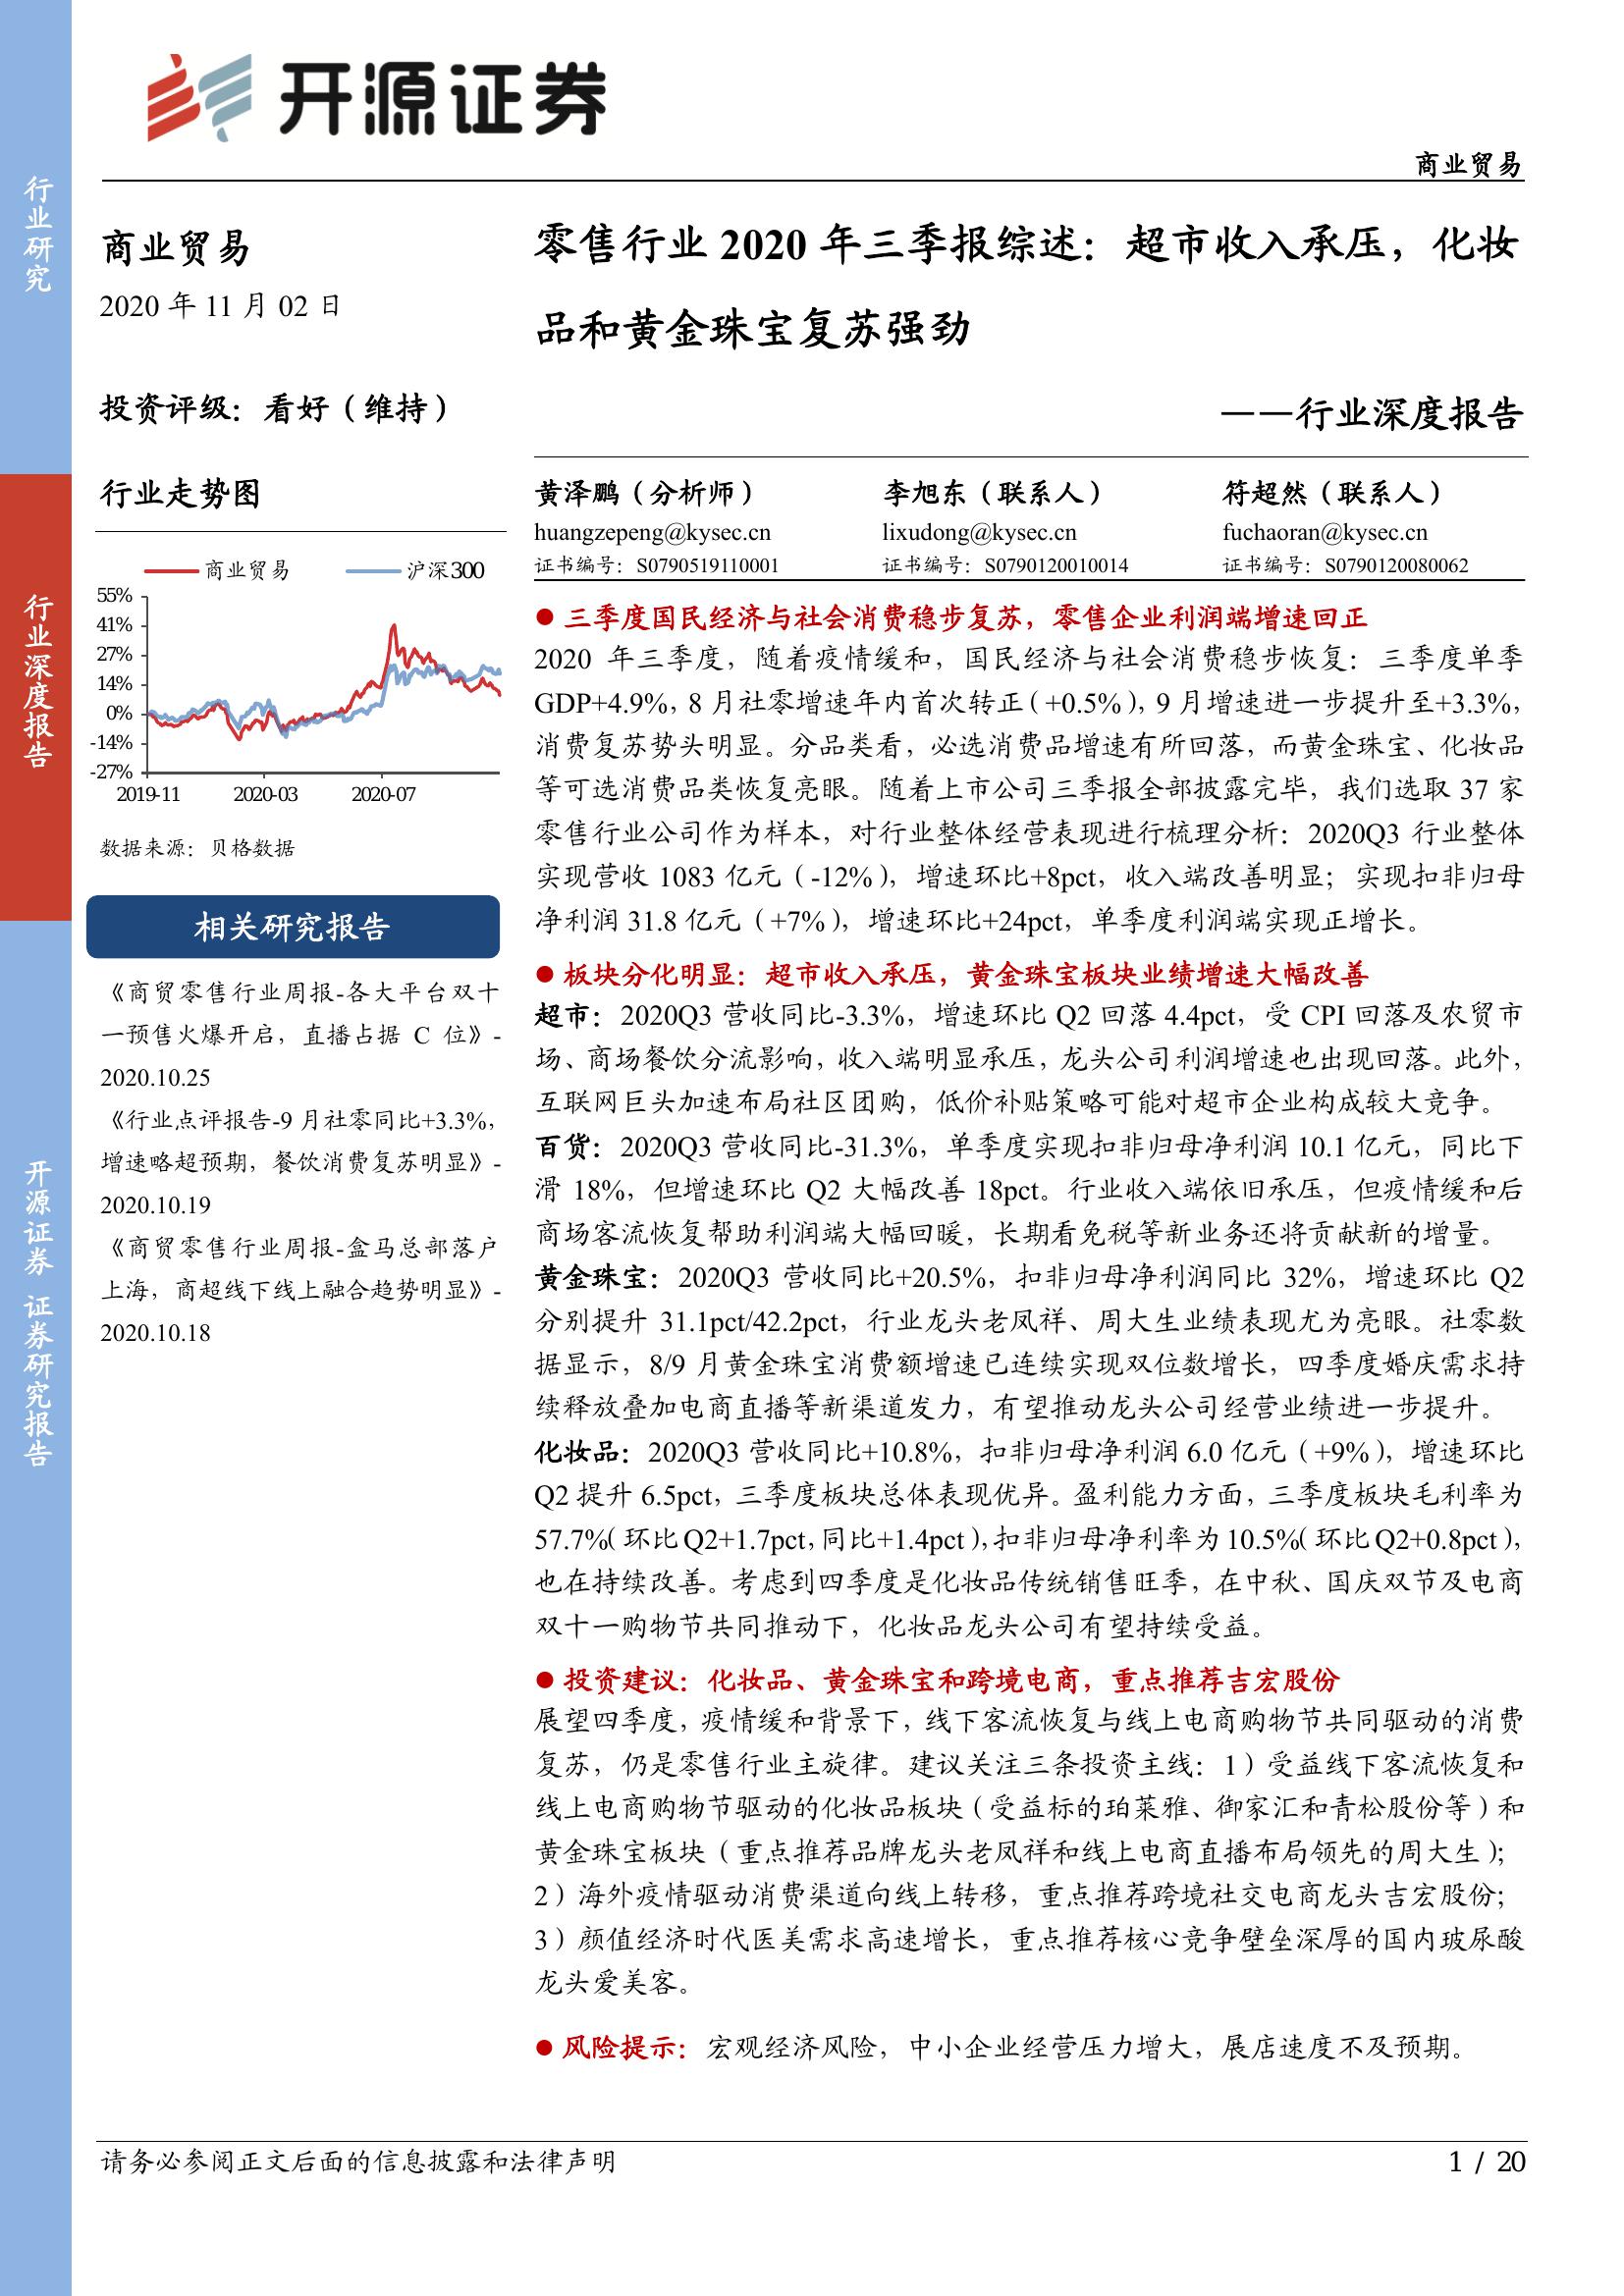 开源证券
商业贸易
行业研究
行业深度报告
开源证券 证券研究报告
商业贸易
2020 年 11 月 02 日
投资评级：看好（维持）
行业走势图
商业贸易
沪深300
55%
41%
27%
14%
0%
-14%
-27%
2019-11
2020-03
2020-07
数据来源：贝格数据
相关研究报告
《商贸零售行业周报-各大平台双十
一预售火爆开启，直播占据 C 位》-
2020.10.25
《行业点评报告-9 月社零同比+3.3%，
增速略超预期，餐饮消费复苏明显》-
2020.10.19
《商贸零售行业周报-盒马总部落户
上海，商超线下线上融合趋势明显》-
2020.10.18
零售行业 2020 年三季报综述：超市收入承压，化妆
品和黄金珠宝复苏强劲
——行业深度报告
黄泽鹏（分析师）
李旭东（联系人）
符超然（联系人）
huangzepeng@kysec.cn
lixudong@kysec.cn
fuchaoran@kysec.cn
证书编号：S0790519110001
证书编号：S0790120010014
证书编号：S0790120080062
● 三季度国民经济与社会消费稳步复苏，零售企业利润端增速回正
2020 年三季度，随着疫情缓和，国民经济与社会消费稳步恢复：三季度单季
GDP+4.9%，8 月社零增速年内首次转正（+0.5%），9 月增速进一步提升至+3.3%，
消费复苏势头明显。分品类看，必选消费品增速有所回落，而黄金珠宝、化妆品
等可选消费品类恢复亮眼。随着上市公司三季报全部披露完毕，我们选取 37 家
零售行业公司作为样本，对行业整体经营表现进行梳理分析：2020Q3 行业整体
实现营收 1083 亿元（-12%），增速环比+8pct，收入端改善明显；实现扣非归母
净利润 31.8 亿元（+7%），增速环比+24pct，单季度利润端实现正增长。
● 板块分化明显：超市收入承压，黄金珠宝板块业绩增速大幅改善
超市：2020Q3 营收同比-3.3%，增速环比 Q2 回落 4.4pct，受 CPI 回落及农贸市
场、商场餐饮分流影响，收入端明显承压，龙头公司利润增速也出现回落。此外，
互联网巨头加速布局社区团购，低价补贴策略可能对超市企业构成较大竞争。
百货：2020Q3 营收同比-31.3%，单季度实现扣非归母净利润 10.1 亿元，同比下
滑 18%，但增速环比 Q2 大幅改善 18pct。行业收入端依旧承压，但疫情缓和后
商场客流恢复帮助利润端大幅回暖，长期看免税等新业务还将贡献新的增量。
黄金珠宝：2020Q3 营收同比+20.5%，扣非归母净利润同比 32%，增速环比 Q2
分别提升 31.1pct/42.2pct，行业龙头老凤祥、周大生业绩表现尤为亮眼。社零数
据显示，8/9 月黄金珠宝消费额增速已连续实现双位数增长，四季度婚庆需求持
续释放叠加电商直播等新渠道发力，有望推动龙头公司经营业绩进一步提升。
化妆品：2020Q3 营收同比+10.8%，扣非归母净利润 6.0 亿元（+9%），增速环比
Q2 提升 6.5pct，三季度板块总体表现优异。盈利能力方面，三季度板块毛利率为
57.7%（环比 Q2+1.7pct，同比+1.4pct），扣非归母净利率为 10.5%（环比 Q2+0.8pct），
也在持续改善。考虑到四季度是化妆品传统销售旺季，在中秋、国庆双节及电商
双十一购物节共同推动下，化妆品龙头公司有望持续受益。
● 投资建议：化妆品、黄金珠宝和跨境电商，重点推荐吉宏股份
展望四季度，疫情缓和背景下，线下客流恢复与线上电商购物节共同驱动的消费
复苏，仍是零售行业主旋律。建议关注三条投资主线：1）受益线下客流恢复和
线上电商购物节驱动的化妆品板块（受益标的珀莱雅、御家汇和青松股份等）和
黄金珠宝板块（重点推荐品牌龙头老凤祥和线上电商直播布局领先的周大生）；
2）海外疫情驱动消费渠道向线上转移，重点推荐跨境社交电商龙头吉宏股份；
3）颜值经济时代医美需求高速增长，重点推荐核心竞争壁垒深厚的国内玻尿酸
龙头爱美客。
● 风险提示：宏观经济风险，中小企业经营压力增大，展店速度不及预期。
请务必参阅正文后面的信息披露和法律声明
1 / 20